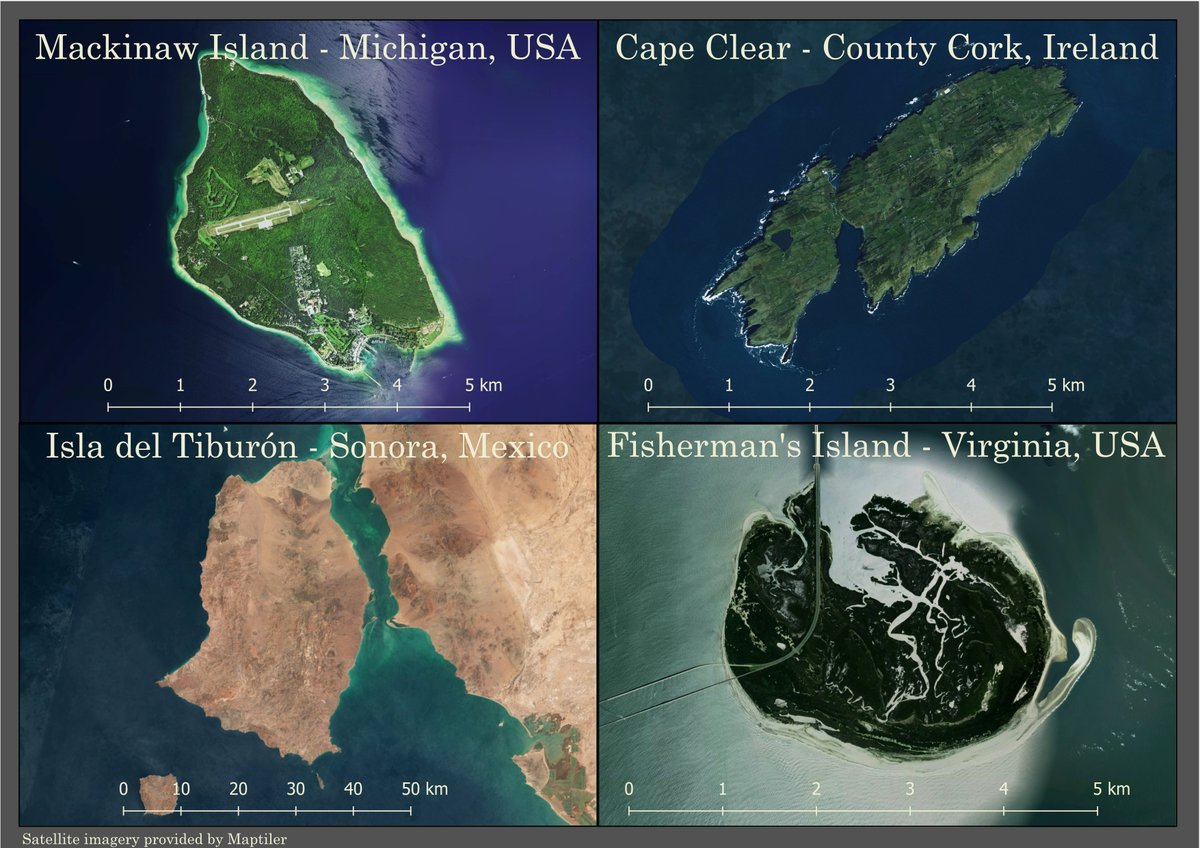 Mackinaw Island - Michigan, USA
0 1 2 3 4 5 km
Cape Clear - County Cork, Ireland
0 1 2 3 4 5 km
Isla del Tiburón - Sonora, Mexico
0 10 20 30 40 50 km
Fisherman's Island - Virginia, USA
0 1 2 3 4 5 km
Satellite imagery provided by Maptiler